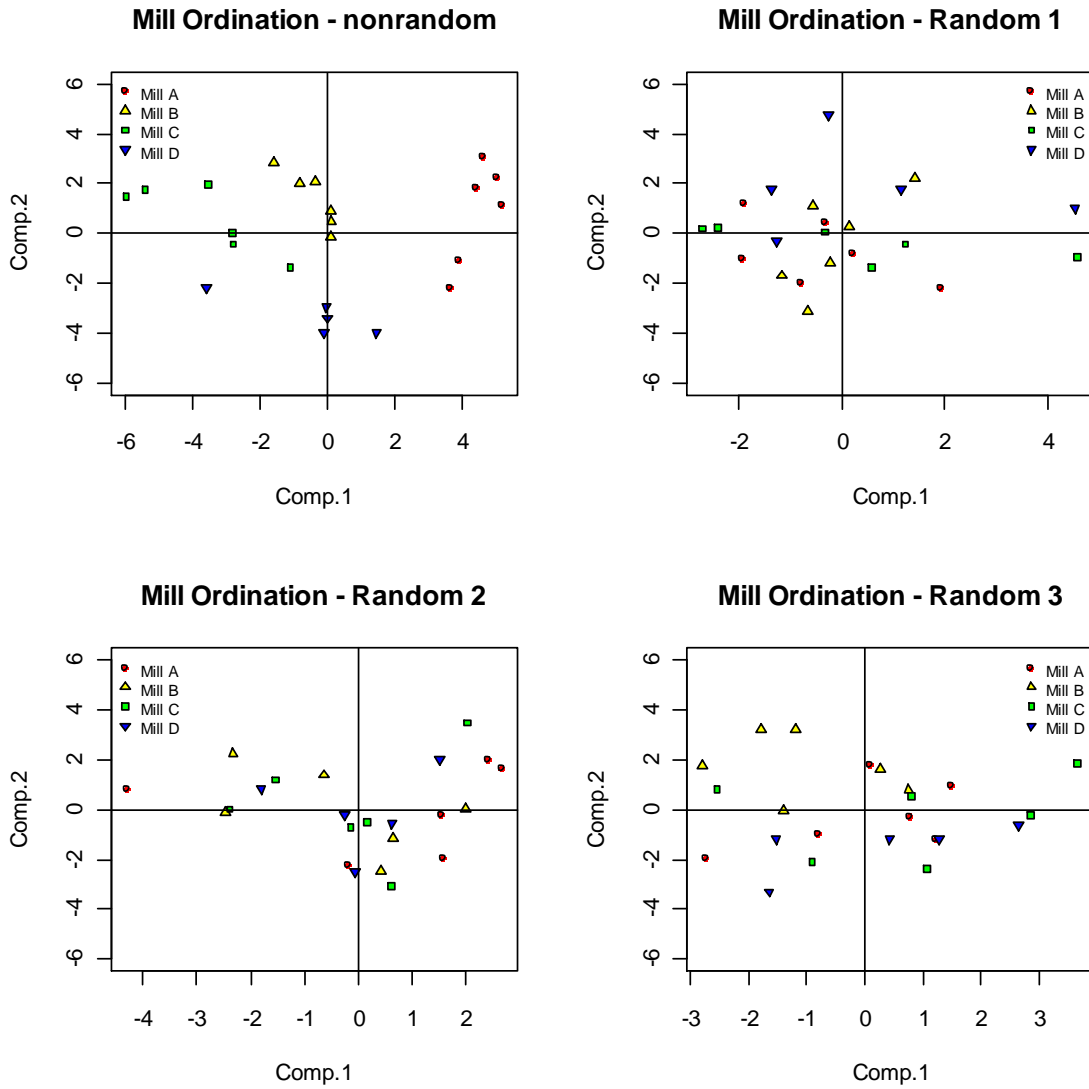 Mill Ordination - nonrandom
6
4
2
0
-2
-4
-6
Comp.2
Mill A
Mill B
Mill C
Mill D
-6
-4
-2
0
2
4
Comp.1
Mill Ordination - Random 1
6
4
2
0
-2
-4
-6
Comp.2
Mill A
Mill B
Mill C
Mill D
-2
0
2
4
Comp.1
Mill Ordination - Random 2
6
4
2
0
-2
-4
-6
Comp.2
Mill A
Mill B
Mill C
Mill D
-4
-3
-2
-1
0
1
2
Comp.1
Mill Ordination - Random 3
6
4
2
0
-2
-4
-6
Comp.2
Mill A
Mill B
Mill C
Mill D
-3
-2
-1
0
1
2
3
Comp.1